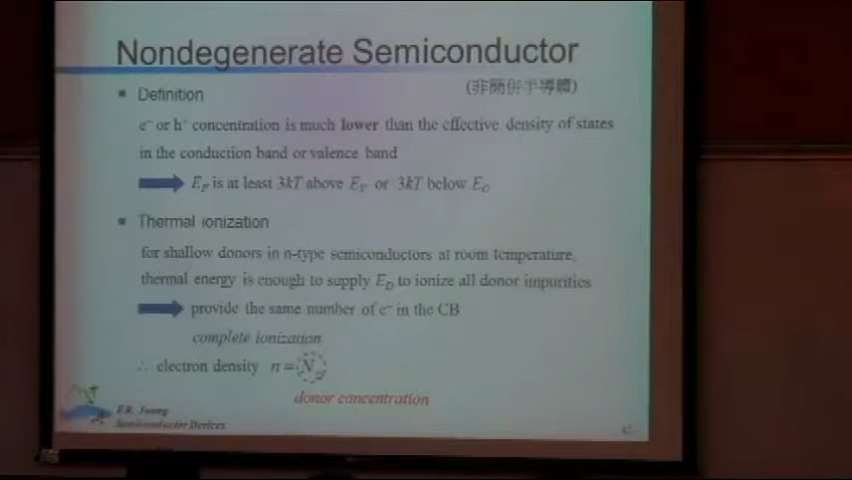 Nondegenerate Semiconductor
(非簡併半導體)
Definition
e⁻ or h⁺ concentration is much lower than the effective density of states
in the conduction band or valence band
E_F is at least 3kT above E_V or 3kT below E_C
Thermal ionization
for shallow donors in n-type semiconductors at room temperature,
thermal energy is enough to supply E_D to ionize all donor impurities
provide the same number of e⁻ in the CB
complete ionization
∴ electron density n = N_d
donor concentration
Semiconductor Devices